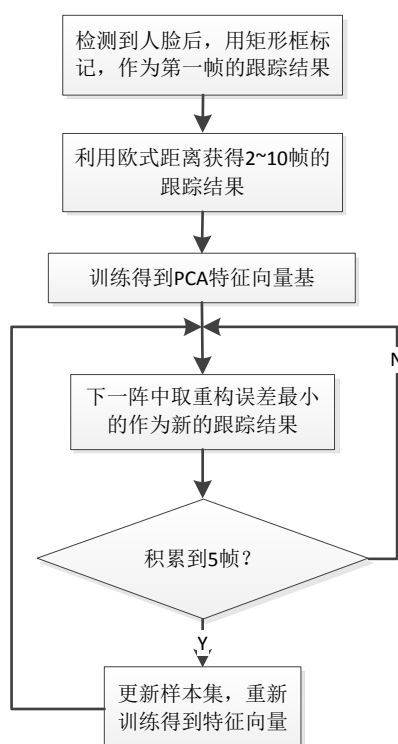 检测到人脸后，用矩形框标
记，作为第一帧的跟踪结果
利用欧式距离获得2~10帧的
跟踪结果
训练得到PCA特征向量基
N
下一阵中取重构误差最小
的作为新的跟踪结果
积累到5帧？
Y
更新样本集，重新
训练得到特征向量